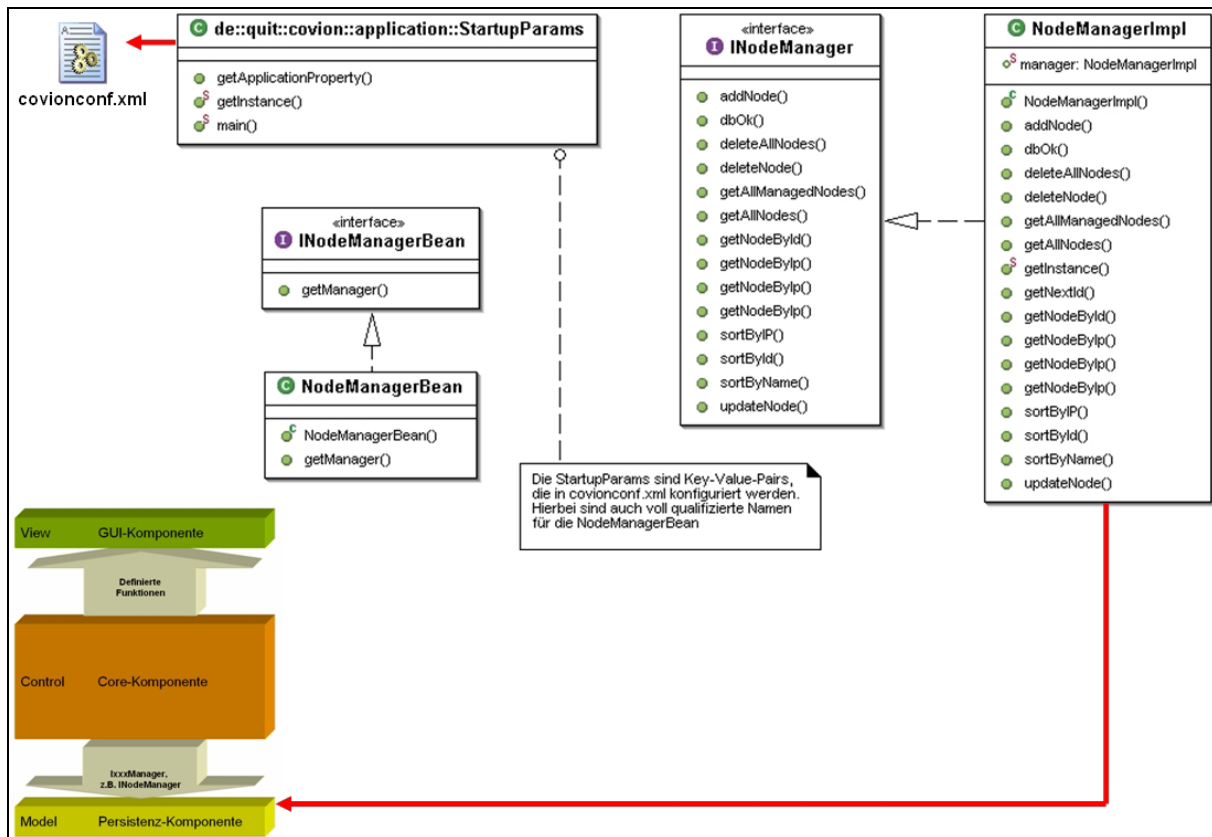 covionconf.xml
C de::quit::covion::application::StartupParams
getApplicationProperty()
S getInstance()
S main()
«interface»
I INodeManagerBean
getManager()
C NodeManagerBean
C NodeManagerBean()
getManager()
Die StartupParams sind Key-Value-Pairs,
die in covionconf.xml konfiguriert werden.
Hierbei sind auch voll qualifizierte Namen
für die NodeManagerBean
«interface»
I INodeManager
addNode()
dbOk()
deleteAllNodes()
deleteNode()
getAllManagedNodes()
getAllNodes()
getNodeById()
getNodeByIp()
getNodeByIp()
getNodeByIp()
sortByIP()
sortById()
sortByName()
updateNode()
C NodeManagerImpl
S manager: NodeManagerImpl
C NodeManagerImpl()
addNode()
dbOk()
deleteAllNodes()
deleteNode()
getAllManagedNodes()
getAllNodes()
S getInstance()
getNextId()
getNodeById()
getNodeByIp()
getNodeByIp()
getNodeByIp()
sortByIP()
sortById()
sortByName()
updateNode()
View GUI-Komponente
Definierte
Funktionen
Control Core-Komponente
IxxxManager,
z.B. INodeManager
Model Persistenz-Komponente